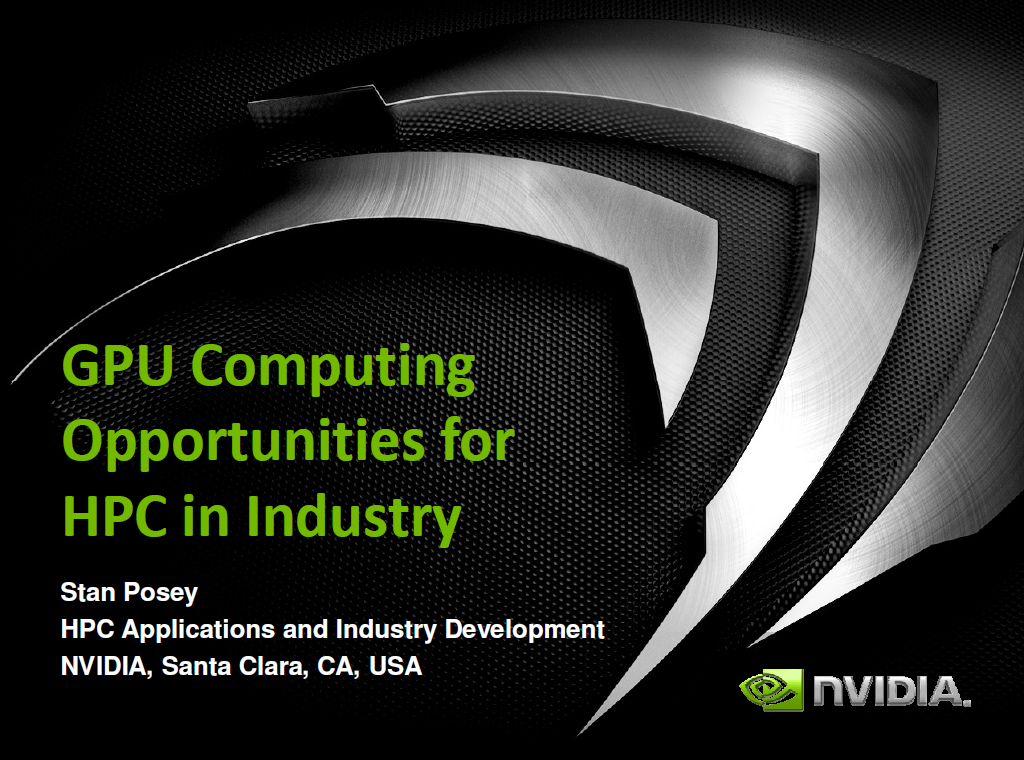 GPU Computing
Opportunities for
HPC in Industry
Stan Posey
HPC Applications and Industry Development
NVIDIA, Santa Clara, CA, USA
NVIDIA.